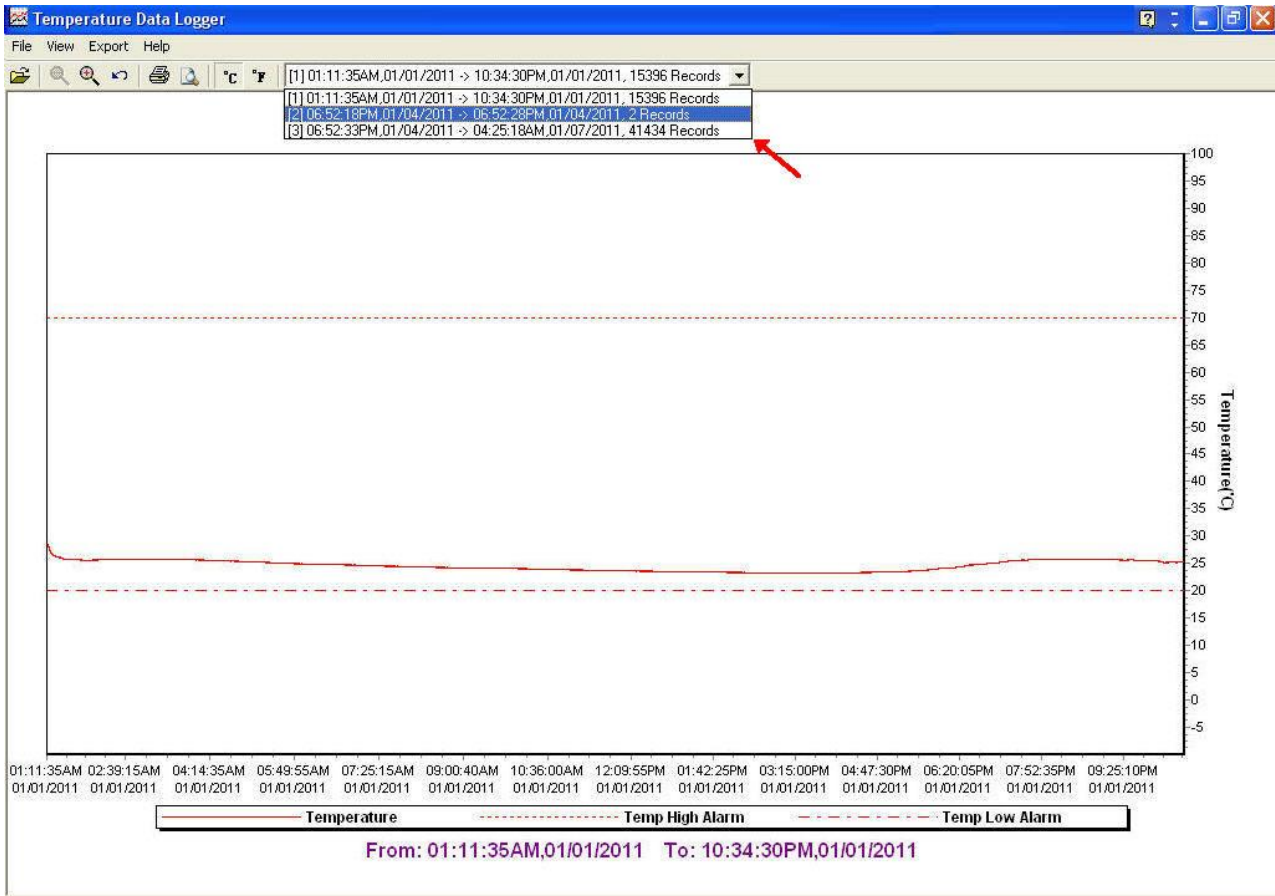 Temperature Data Logger
File View Export Help
°C °F [1] 01:11:35AM,01/01/2011 -> 10:34:30PM,01/01/2011, 15396 Records
[1] 01:11:35AM,01/01/2011 -> 10:34:30PM,01/01/2011, 15396 Records
[2] 06:52:18PM,01/04/2011 -> 06:52:28PM,01/04/2011, 2 Records
[3] 06:52:33PM,01/04/2011 -> 04:25:18AM,01/07/2011, 41434 Records
100
95
90
85
80
75
70
65
60
55
50
45
40
35
30
25
20
15
10
5
0
-5
Temperature(°C)
01:11:35AM 02:39:15AM 04:14:35AM 05:49:55AM 07:25:15AM 09:00:40AM 10:36:00AM 12:09:55PM 01:42:25PM 03:15:00PM 04:47:30PM 06:20:05PM 07:52:35PM 09:25:10PM
01/01/2011 01/01/2011 01/01/2011 01/01/2011 01/01/2011 01/01/2011 01/01/2011 01/01/2011 01/01/2011 01/01/2011 01/01/2011 01/01/2011 01/01/2011 01/01/2011
Temperature Temp High Alarm Temp Low Alarm
From: 01:11:35AM,01/01/2011 To: 10:34:30PM,01/01/2011